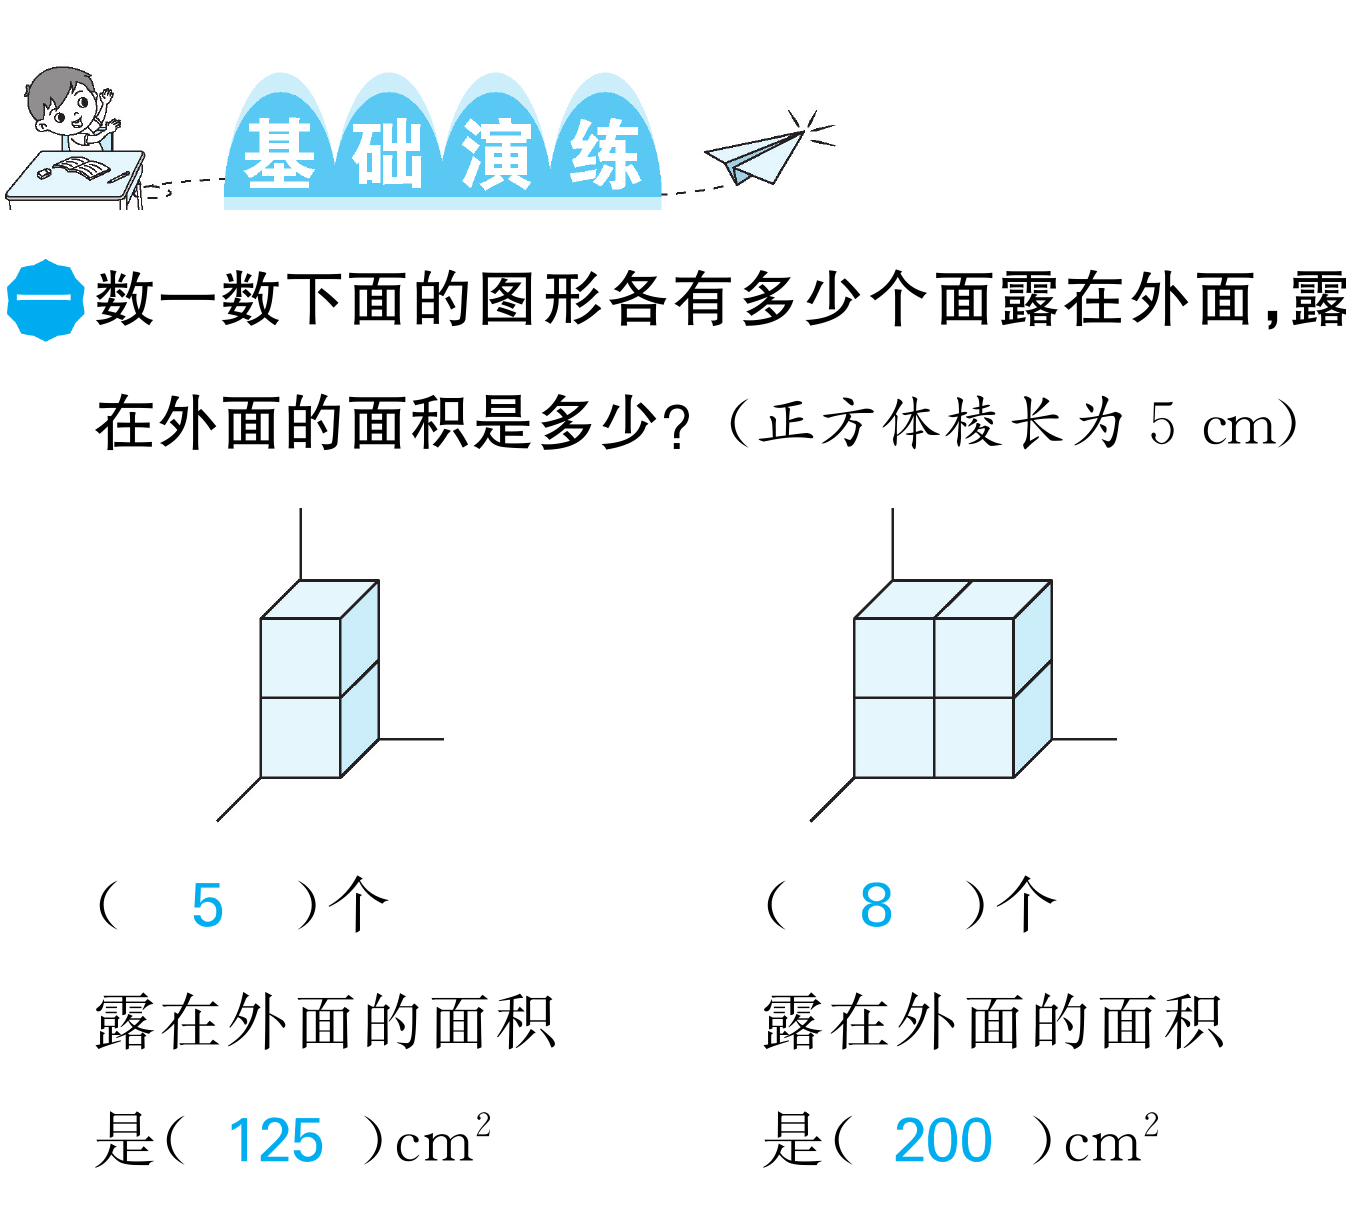 基础演练
一 数一数下面的图形各有多少个面露在外面,露
在外面的面积是多少?(正方体棱长为 5 cm)
( 5 )个 ( 8 )个
露在外面的面积 露在外面的面积
是( 125 )cm² 是( 200 )cm²